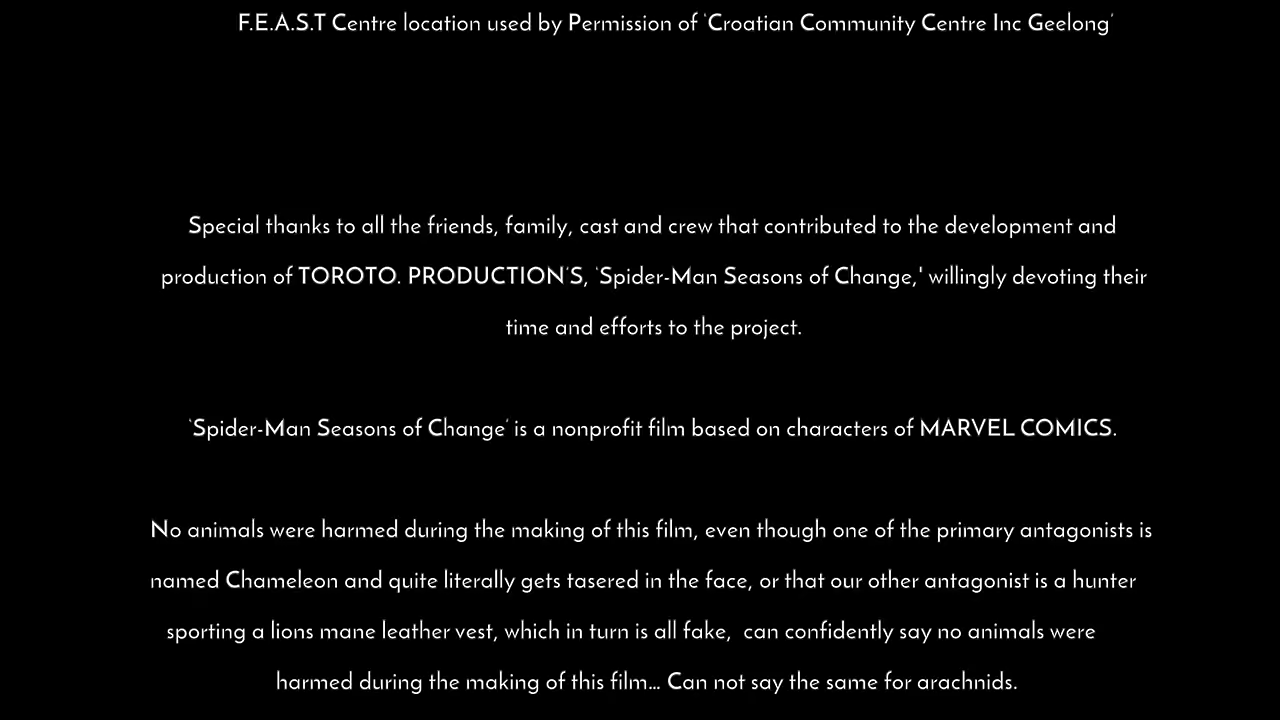 F.E.A.S.T Centre location used by Permission of 'Croatian Community Centre Inc Geelong'
Special thanks to all the friends, family, cast and crew that contributed to the development and
production of TOROTO. PRODUCTION'S, 'Spider-Man Seasons of Change,' willingly devoting their
time and efforts to the project.
'Spider-Man Seasons of Change' is a nonprofit film based on characters of MARVEL COMICS.
No animals were harmed during the making of this film, even though one of the primary antagonists is
named Chameleon and quite literally gets tasered in the face, or that our other antagonist is a hunter
sporting a lions mane leather vest, which in turn is all fake,  can confidently say no animals were
harmed during the making of this film... Can not say the same for arachnids.